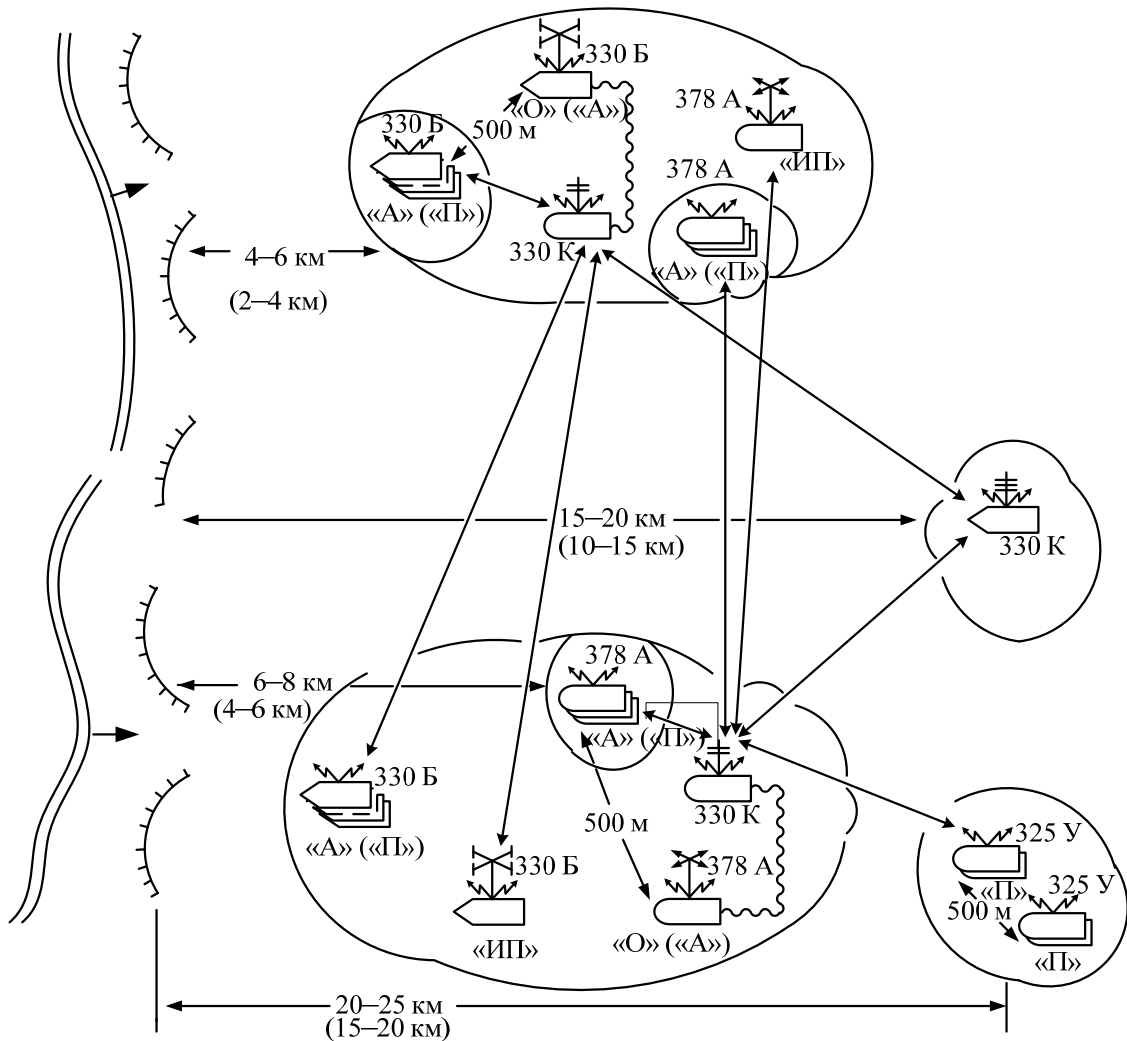 330 Б
«О» («А»)
378 А
«ИП»
330 Б
500 м
«А» («П»)
378 А
330 К
«А» («П»)
4–6 км
(2–4 км)
15–20 км
(10–15 км)
330 К
6–8 км
(4–6 км)
378 А
«А» («П»)
330 Б
«А» («П»)
330 К
500 м
330 Б
«ИП»
378 А
«О» («А»)
325 У
«П»
325 У
500 м
«П»
20–25 км
(15–20 км)